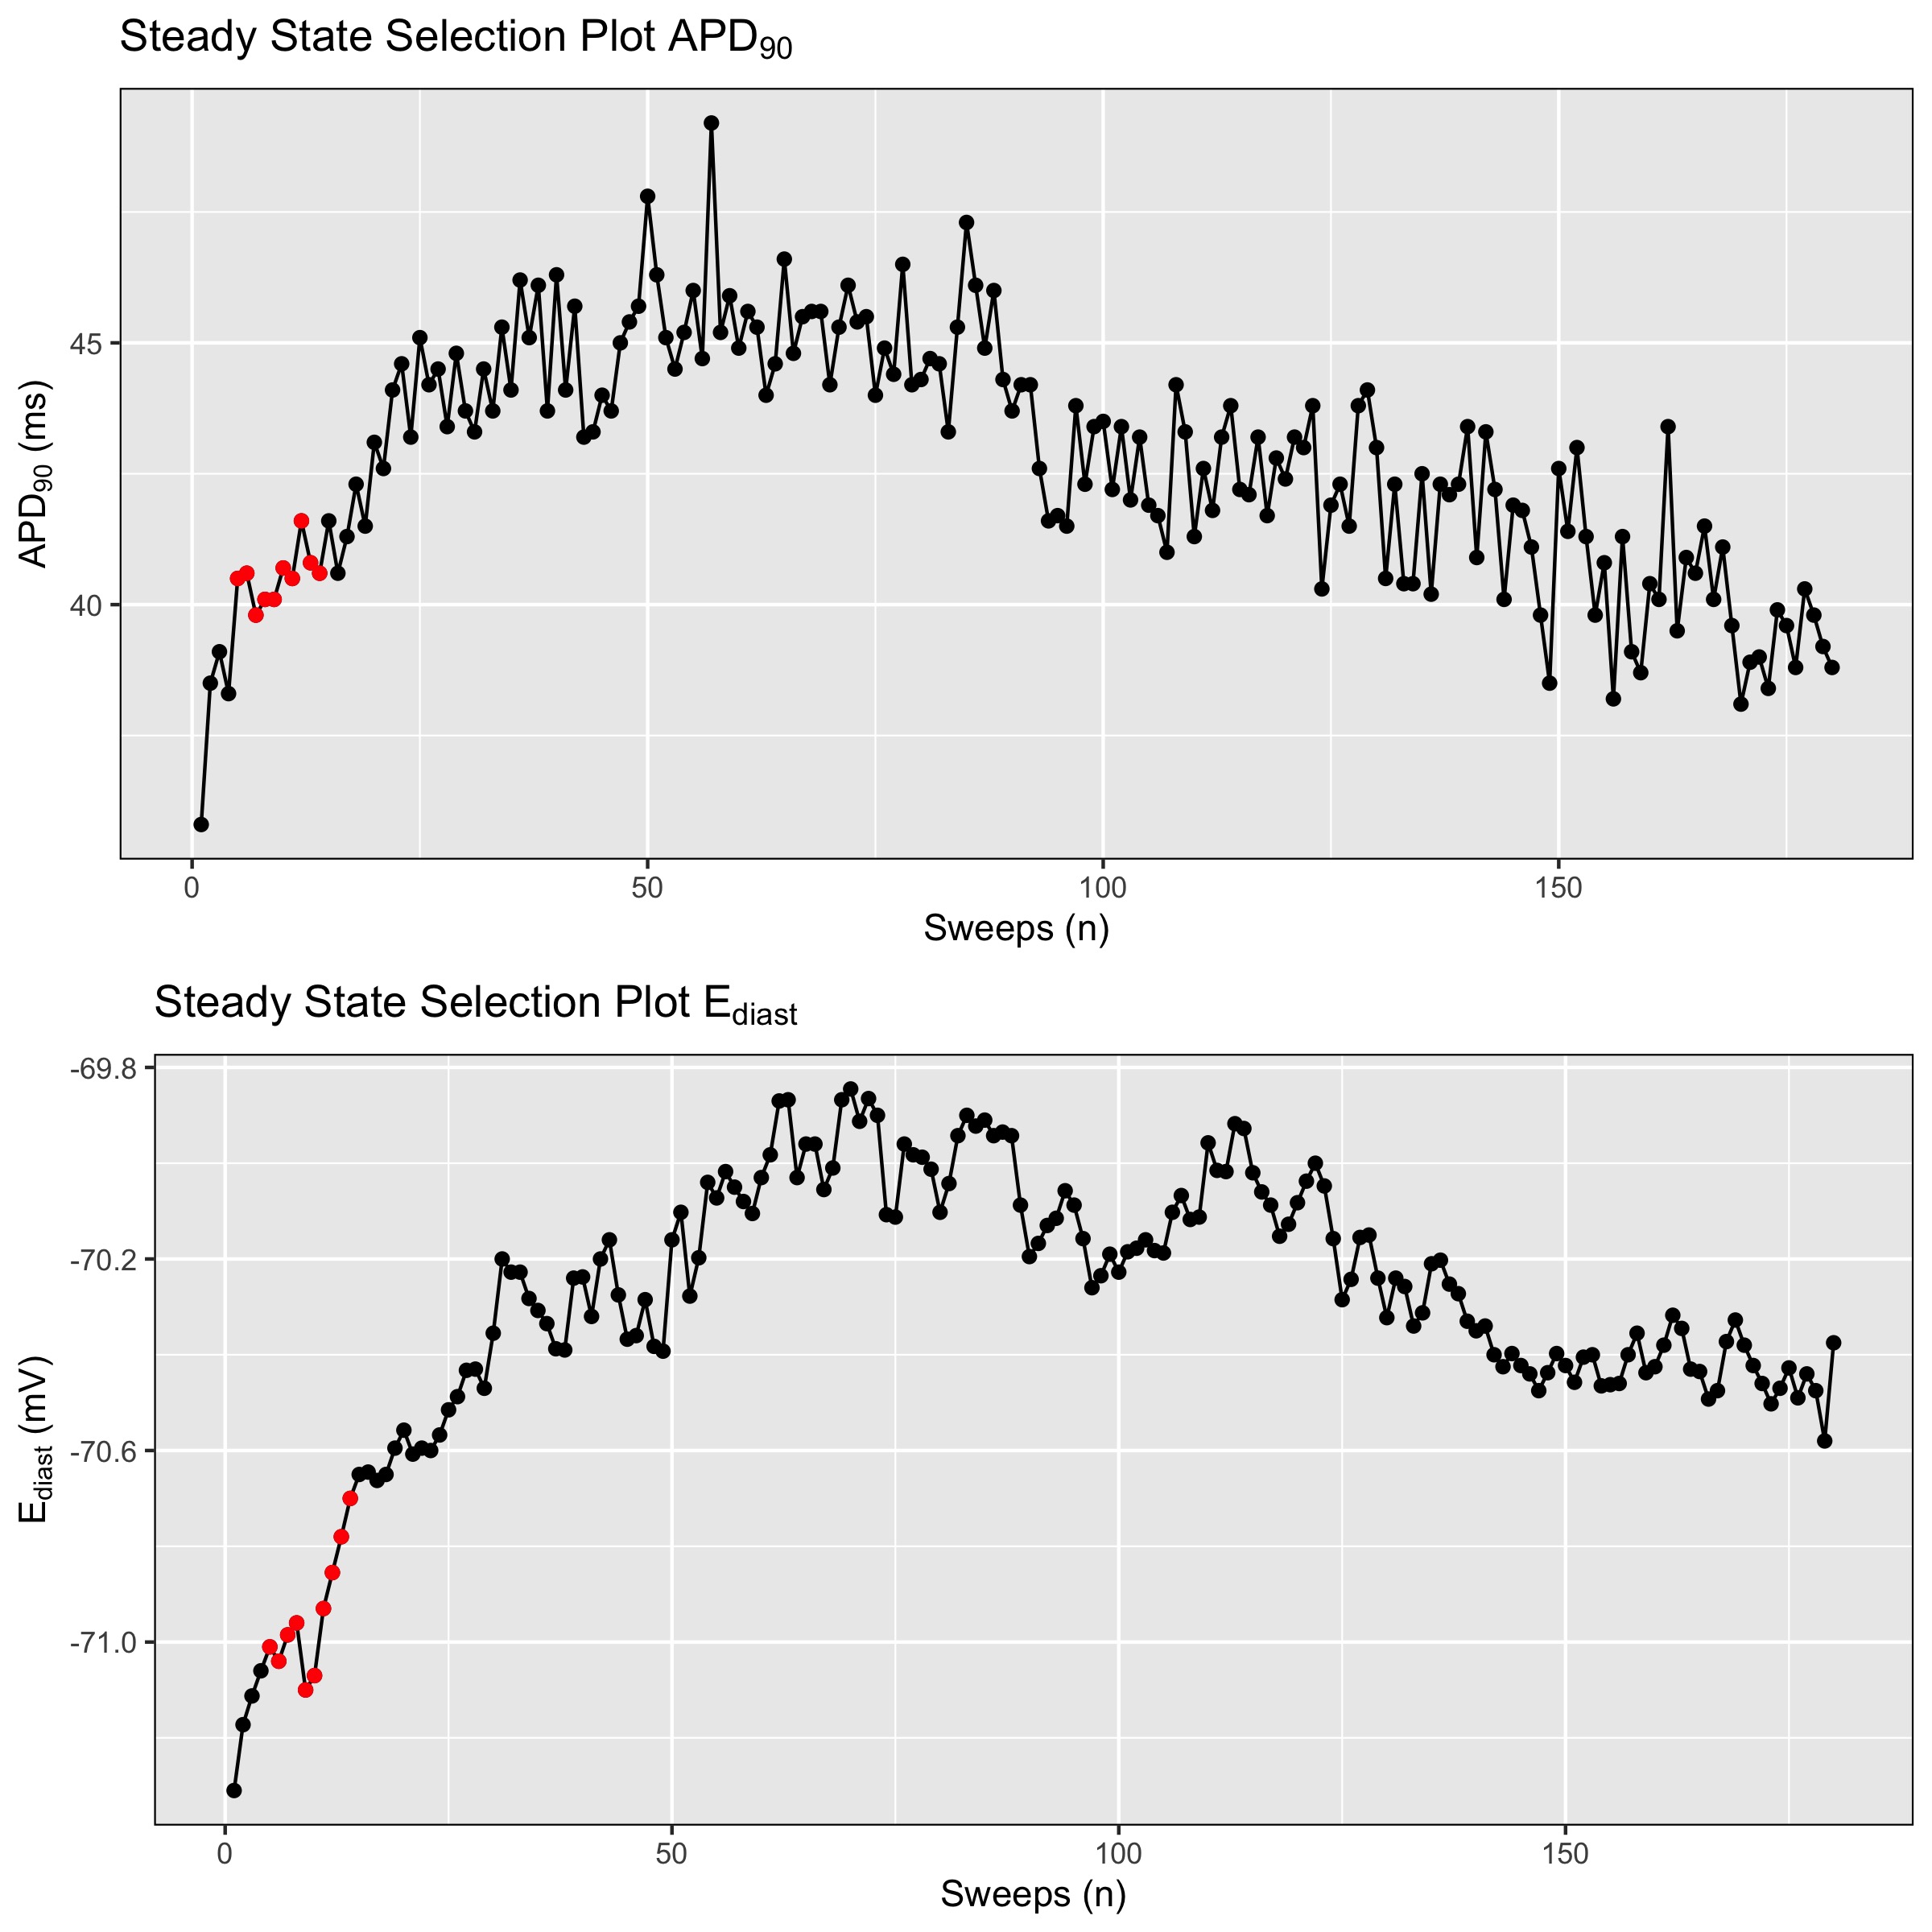 Steady State Selection Plot APD90
APD90 (ms)
45
40
0 50 100 150
Sweeps (n)
Steady State Selection Plot Ediast
Ediast (mV)
-69.8
-70.2
-70.6
-71.0
0 50 100 150
Sweeps (n)